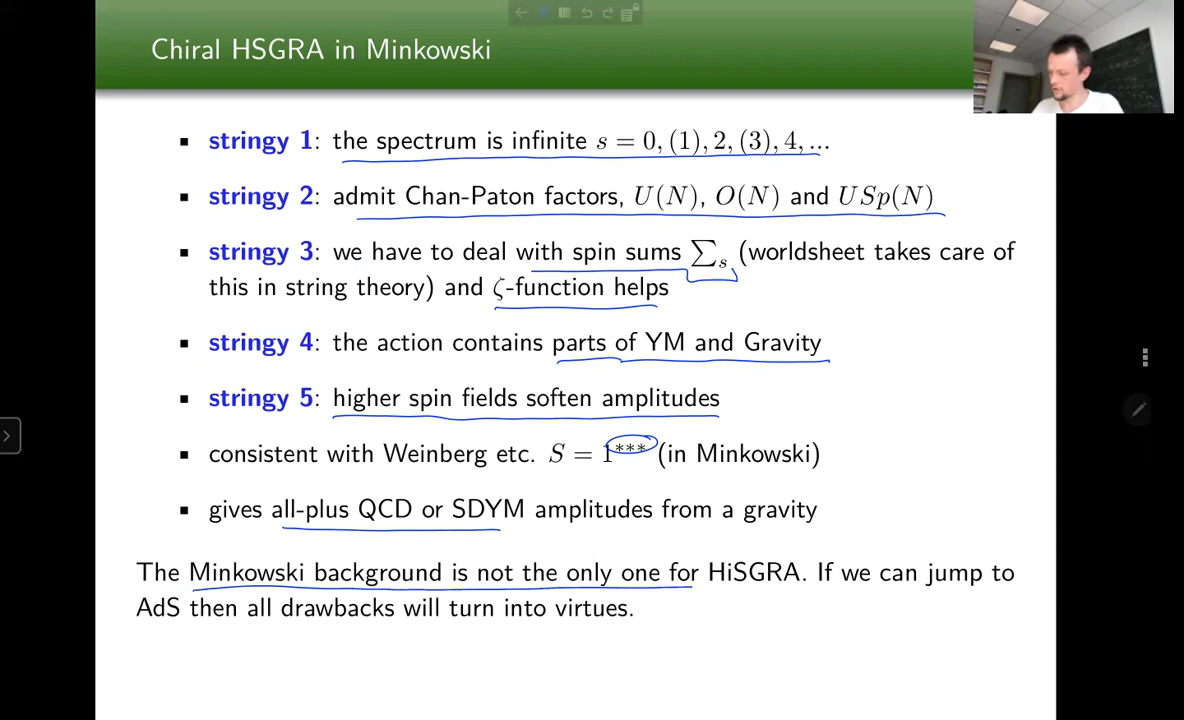 Chiral HSGRA in Minkowski
▪ stringy 1: the spectrum is infinite s = 0, (1), 2, (3), 4, ...
▪ stringy 2: admit Chan-Paton factors, U(N), O(N) and USp(N)
▪ stringy 3: we have to deal with spin sums ∑ₛ (worldsheet takes care of
this in string theory) and ζ-function helps
▪ stringy 4: the action contains parts of YM and Gravity
▪ stringy 5: higher spin fields soften amplitudes
▪ consistent with Weinberg etc. S = 1*** (in Minkowski)
▪ gives all-plus QCD or SDYM amplitudes from a gravity
The Minkowski background is not the only one for HiSGRA. If we can jump to
AdS then all drawbacks will turn into virtues.